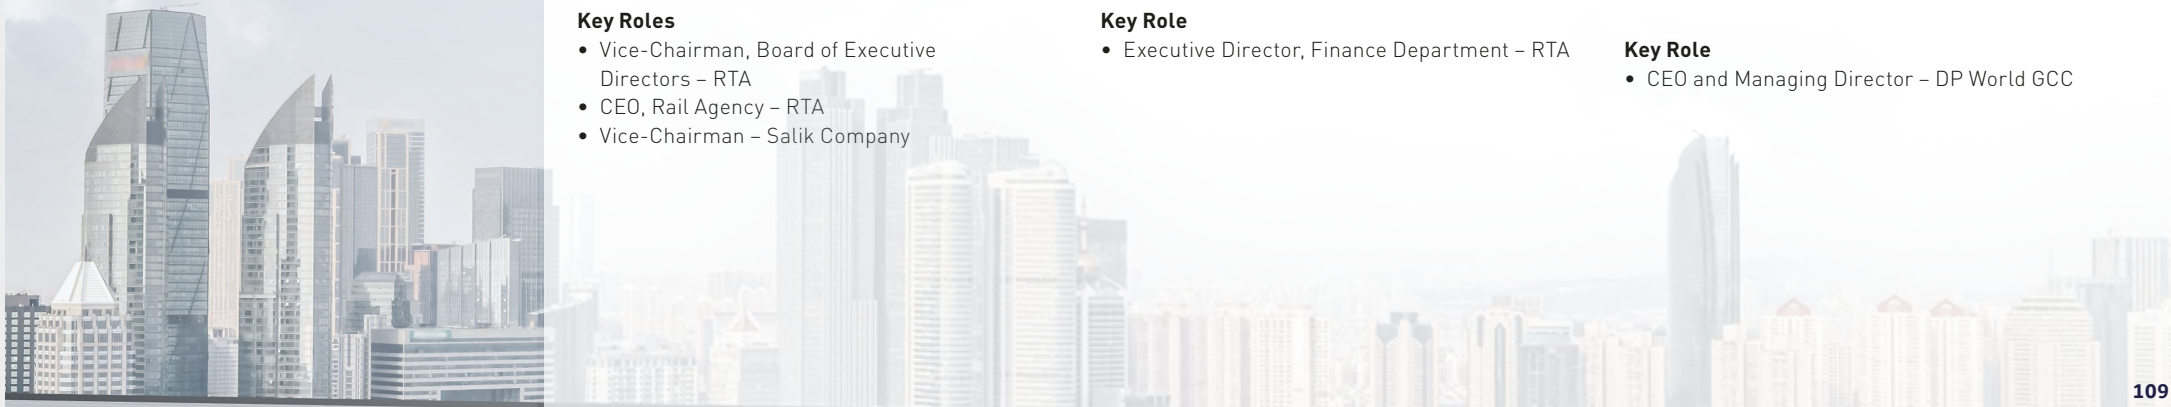 Key Roles
• Vice-Chairman, Board of Executive
Directors – RTA
• CEO, Rail Agency – RTA
• Vice-Chairman – Salik Company
Key Role
• Executive Director, Finance Department – RTA
Key Role
• CEO and Managing Director – DP World GCC
109